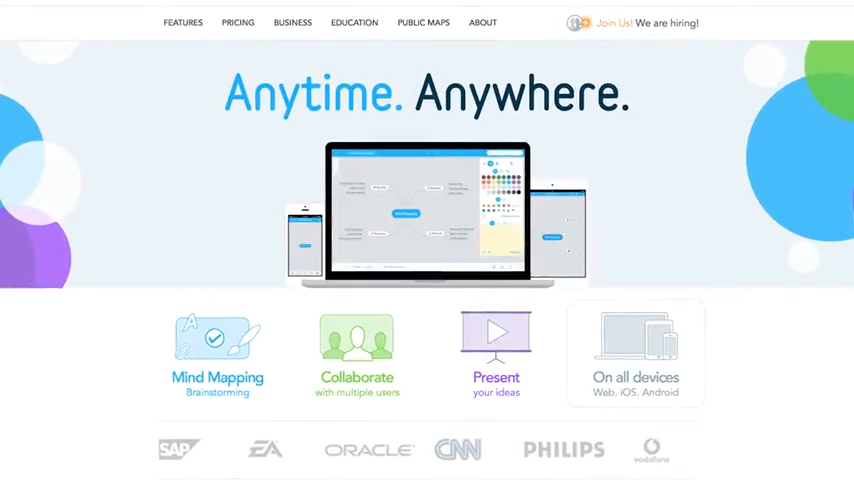 FEATURES PRICING BUSINESS EDUCATION PUBLIC MAPS ABOUT Join Us! We are hiring!
Anytime. Anywhere.
Mind Mapping Collaborate Present On all devices
Brainstorming with multiple users your ideas Web. iOS. Android
SAP EA ORACLE CNN PHILIPS vodafone